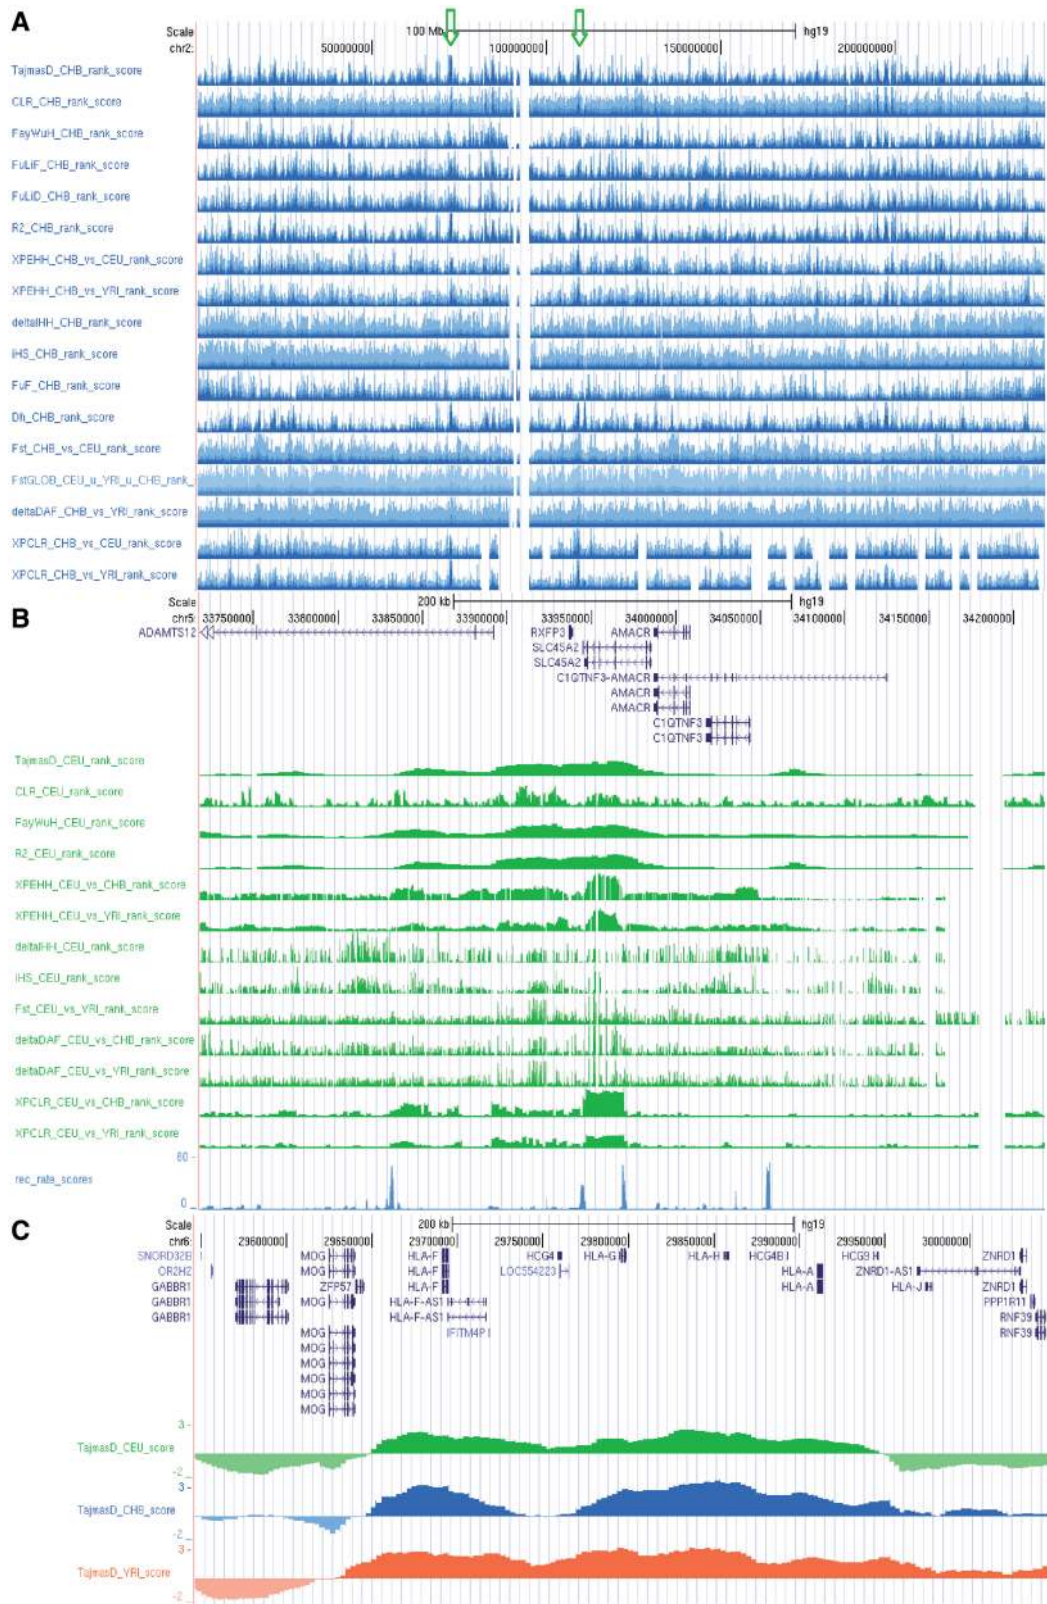 A
Scale 100 Mb hg19
chr2: 50000000 100000000 150000000 200000000
TajmasD_CHB_rank_score
CLR_CHB_rank_score
FayWuH_CHB_rank_score
FuLiF_CHB_rank_score
FuLiD_CHB_rank_score
R2_CHB_rank_score
XPEHH_CHB_vs_CEU_rank_score
XPEHH_CHB_vs_YRI_rank_score
deltaiHH_CHB_rank_score
iHS_CHB_rank_score
FuF_CHB_rank_score
Dh_CHB_rank_score
Fst_CHB_vs_CEU_rank_score
FstGLOB_CEU_u_YRI_u_CHB_rank_
deltaDAF_CHB_vs_YRI_rank_score
XPCLR_CHB_vs_CEU_rank_score
XPCLR_CHB_vs_YRI_rank_score
B
Scale 200 kb hg19
chr5: 33750000 33800000 33850000 33900000 33950000 34000000 34050000 34100000 34150000 34200000
ADAMTS12 RXFP3 AMACR
SLC45A2
SLC45A2
C1QTNF3-AMACR
AMACR
AMACR
C1QTNF3
C1QTNF3
TajmasD_CEU_rank_score
CLR_CEU_rank_score
FayWuH_CEU_rank_score
R2_CEU_rank_score
XPEHH_CEU_vs_CHB_rank_score
XPEHH_CEU_vs_YRI_rank_score
deltaiHH_CEU_rank_score
iHS_CEU_rank_score
Fst_CEU_vs_YRI_rank_score
deltaDAF_CEU_vs_CHB_rank_score
deltaDAF_CEU_vs_YRI_rank_score
XPCLR_CEU_vs_CHB_rank_score
XPCLR_CEU_vs_YRI_rank_score
60 -
rec_rate_scores
0 _
C
Scale 200 kb hg19
chr6: 29600000 29650000 29700000 29750000 29800000 29850000 29900000 29950000 30000000
SNORD32B MOG HLA-F HCG4 HLA-G HLA-H HCG4B HCG9 ZNRD1
OR2H2 MOG HLA-F LOC554223 HLA-A ZNRD1-AS1
GABBR1 ZFP57 HLA-F HLA-A HLA-J ZNRD1
GABBR1 MOG HLA-F-AS1 PPP1R11
GABBR1 MOG HLA-F-AS1 RNF39
MOG IFITM4P RNF39
MOG
MOG
MOG
MOG
MOG
3 -
TajmasD_CEU_score
-2 _
3 -
TajmasD_CHB_score
-2 _
3 -
TajmasD_YRI_score
-2 _